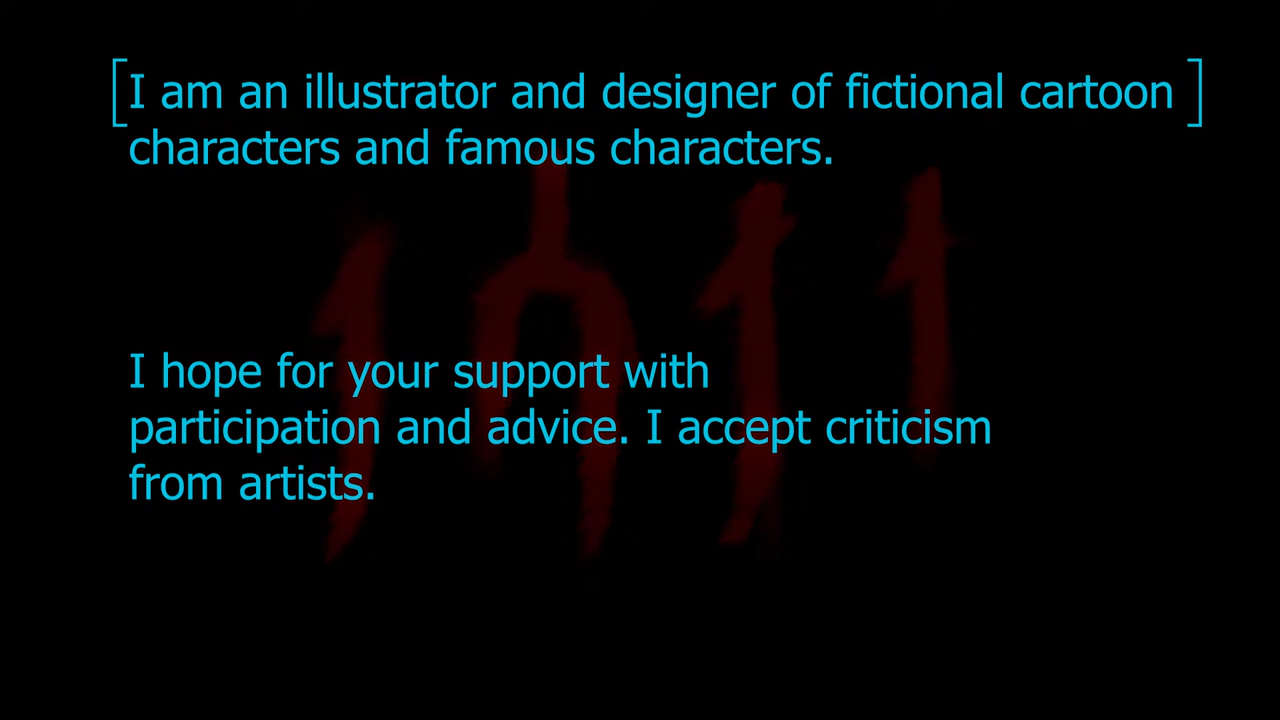 [I am an illustrator and designer of fictional cartoon]
characters and famous characters.
I hope for your support with
participation and advice. I accept criticism
from artists.